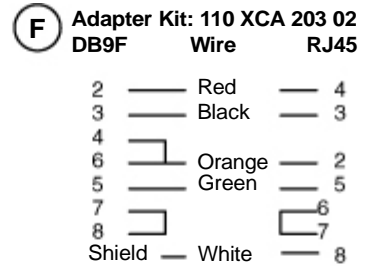 F Adapter Kit: 110 XCA 203 02
DB9F Wire RJ45
2 Red 4
3 Black 3
4
6 Orange 2
5 Green 5
7 6
8 7
Shield White 8